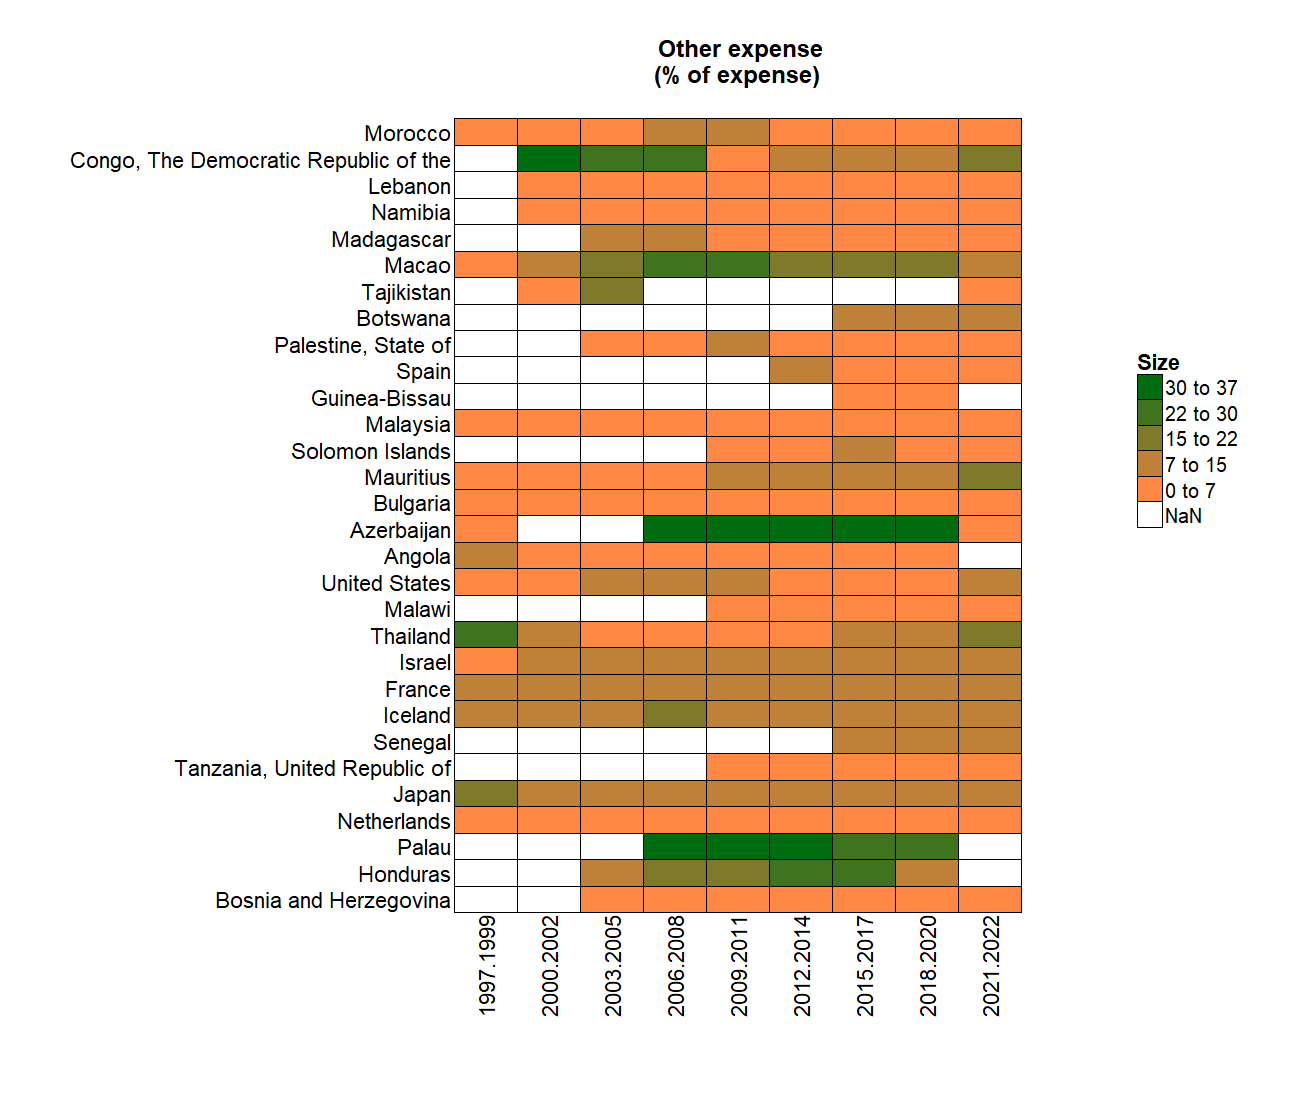 Other expense
(% of expense)
Morocco
Congo, The Democratic Republic of the
Lebanon
Namibia
Madagascar
Macao
Tajikistan
Botswana
Palestine, State of
Spain
Guinea-Bissau
Malaysia
Solomon Islands
Mauritius
Bulgaria
Azerbaijan
Angola
United States
Malawi
Thailand
Israel
France
Iceland
Senegal
Tanzania, United Republic of
Japan
Netherlands
Palau
Honduras
Bosnia and Herzegovina
1997.1999
2000.2002
2003.2005
2006.2008
2009.2011
2012.2014
2015.2017
2018.2020
2021.2022
Size
30 to 37
22 to 30
15 to 22
7 to 15
0 to 7
NaN